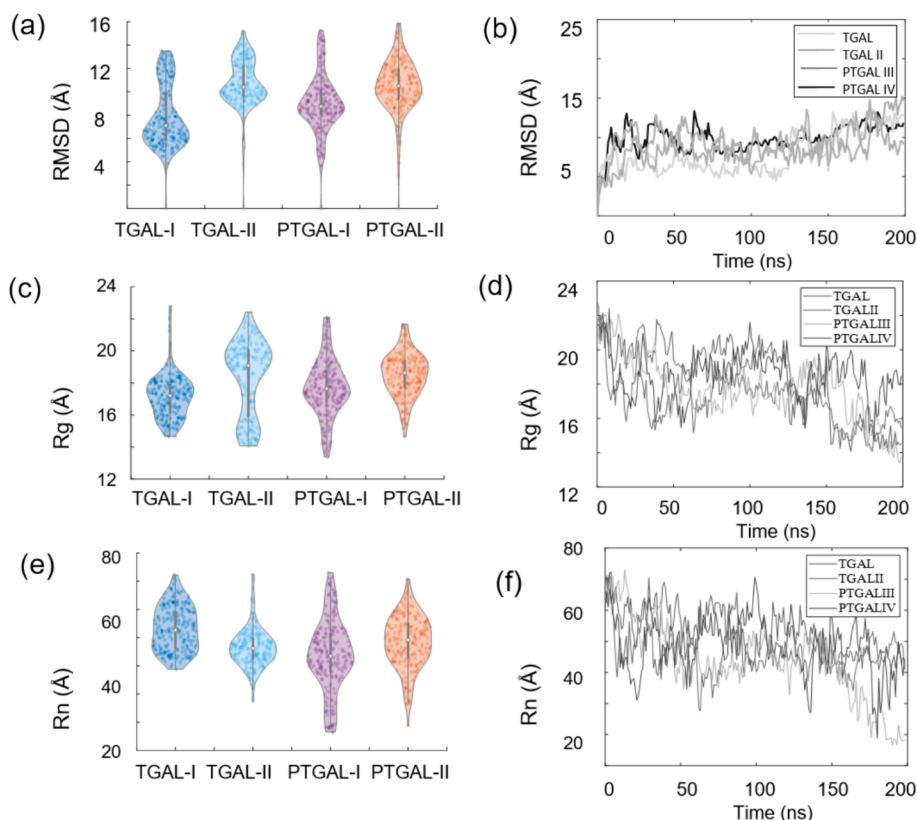 (a)
RMSD (Å)
16
12
8
4
TGAL-I TGAL-II PTGAL-I PTGAL-II
(b)
RMSD (Å)
25
15
5
TGAL
TGAL II
PTGAL III
PTGAL IV
0 50 100 150 200
Time (ns)
(c)
Rg (Å)
24
20
16
12
TGAL-I TGAL-II PTGAL-I PTGAL-II
(d)
Rg (Å)
24
20
16
12
TGAL
TGALII
PTGALIII
PTGALIV
0 50 100 150 200
Time (ns)
(e)
Rn (Å)
80
60
40
20
TGAL-I TGAL-II PTGAL-I PTGAL-II
(f)
Rn (Å)
80
60
40
20
TGAL
TGALII
PTGALIII
PTGALIV
0 50 100 150 200
Time (ns)